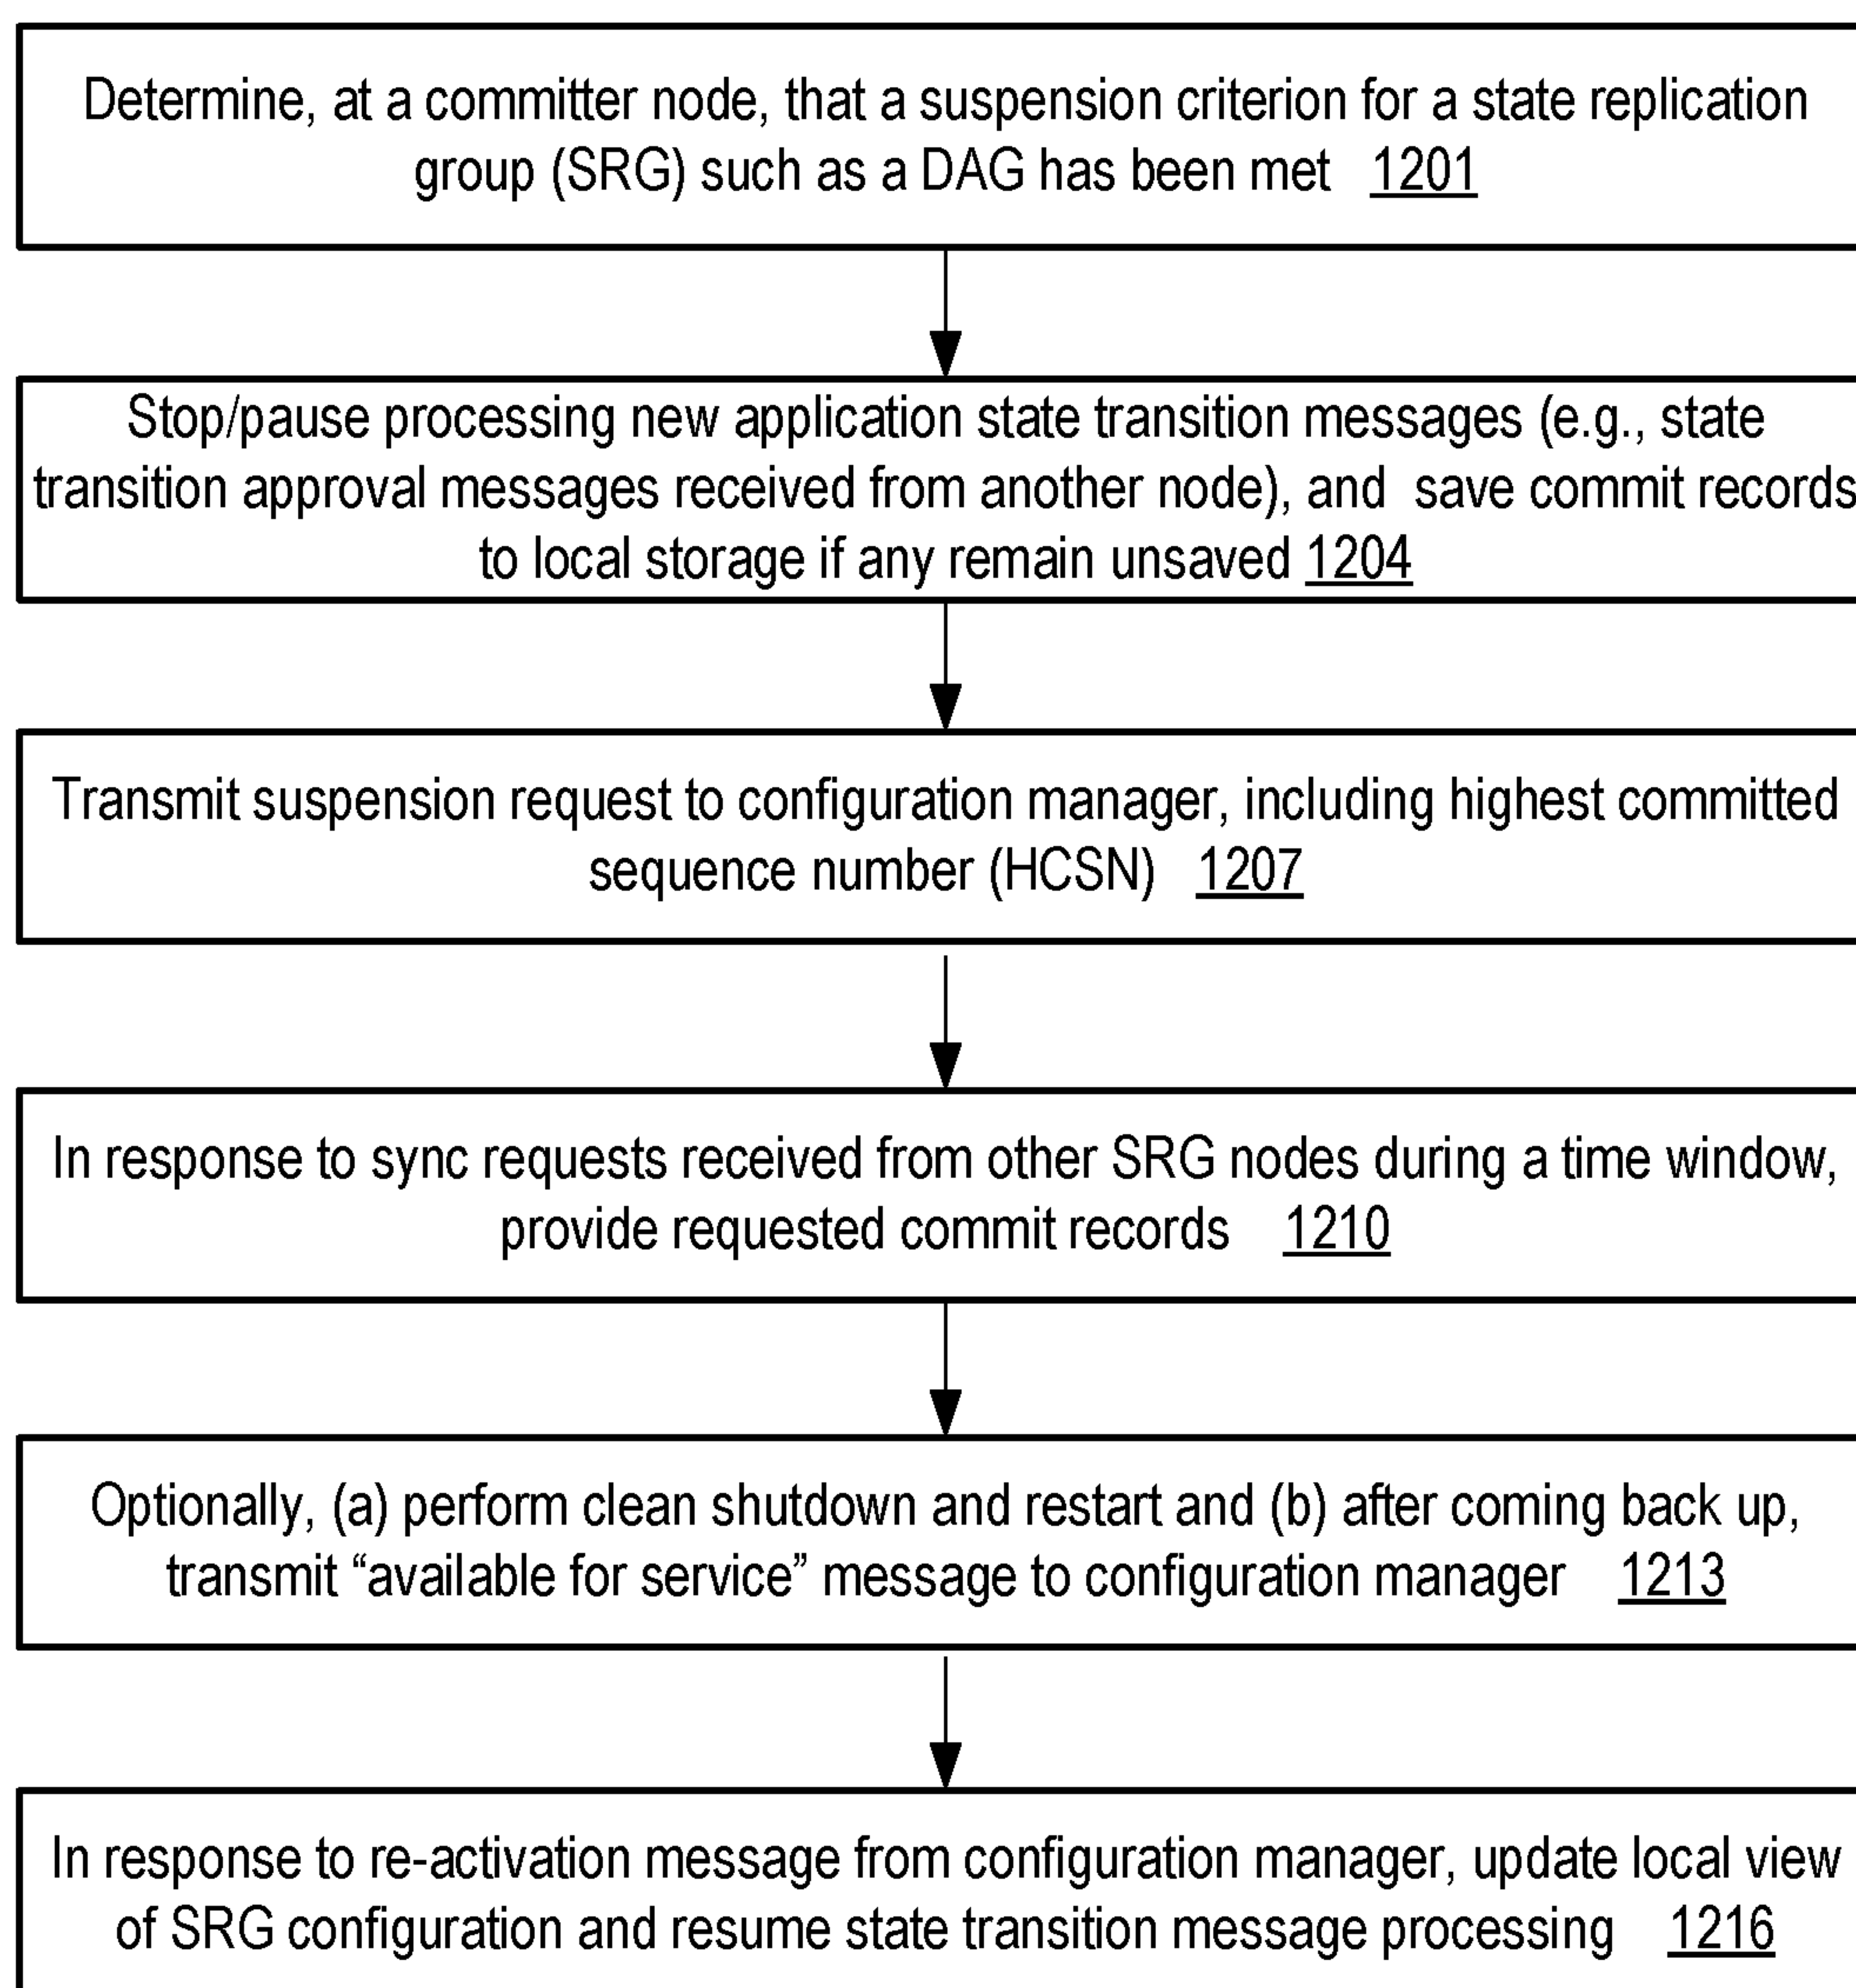 Determine, at a committer node, that a suspension criterion for a state replication
group (SRG) such as a DAG has been met 1201
Stop/pause processing new application state transition messages (e.g., state
transition approval messages received from another node), and save commit records
to local storage if any remain unsaved 1204
Transmit suspension request to configuration manager, including highest committed
sequence number (HCSN) 1207
In response to sync requests received from other SRG nodes during a time window,
provide requested commit records 1210
Optionally, (a) perform clean shutdown and restart and (b) after coming back up,
transmit “available for service” message to configuration manager 1213
In response to re-activation message from configuration manager, update local view
of SRG configuration and resume state transition message processing 1216